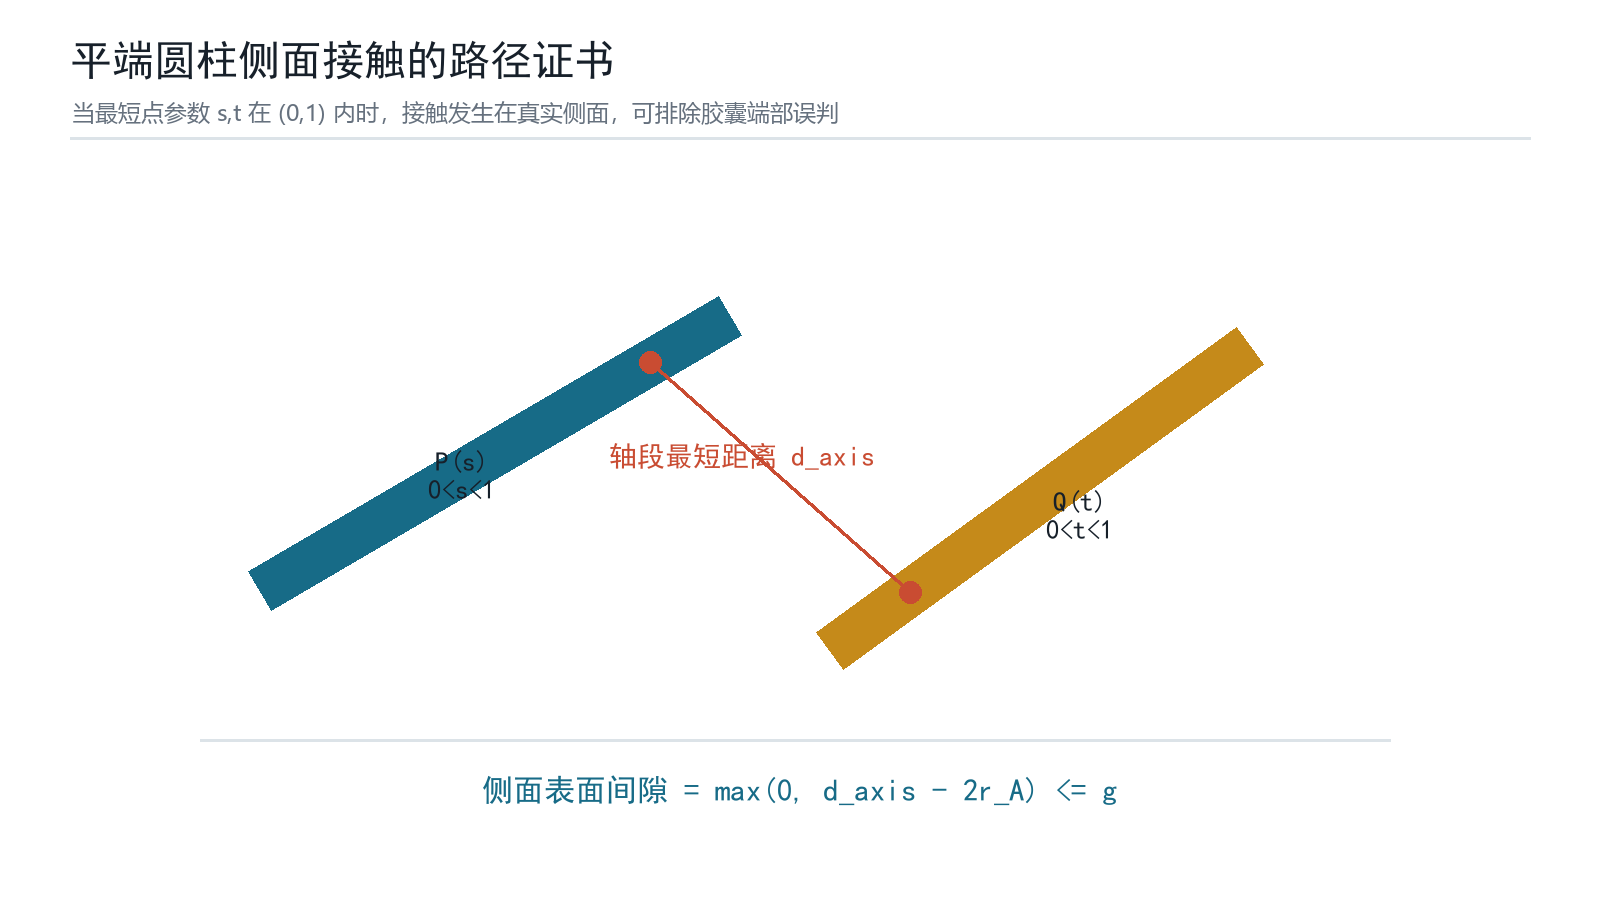 平端圆柱侧面接触的路径证书
当最短点参数 s,t 在 (0,1) 内时，接触发生在真实侧面，可排除胶囊端部误判
轴段最短距离 d_axis
P(s)
0<s<1
Q(t)
0<t<1
侧面表面间隙 = max(0, d_axis - 2r_A) <= g